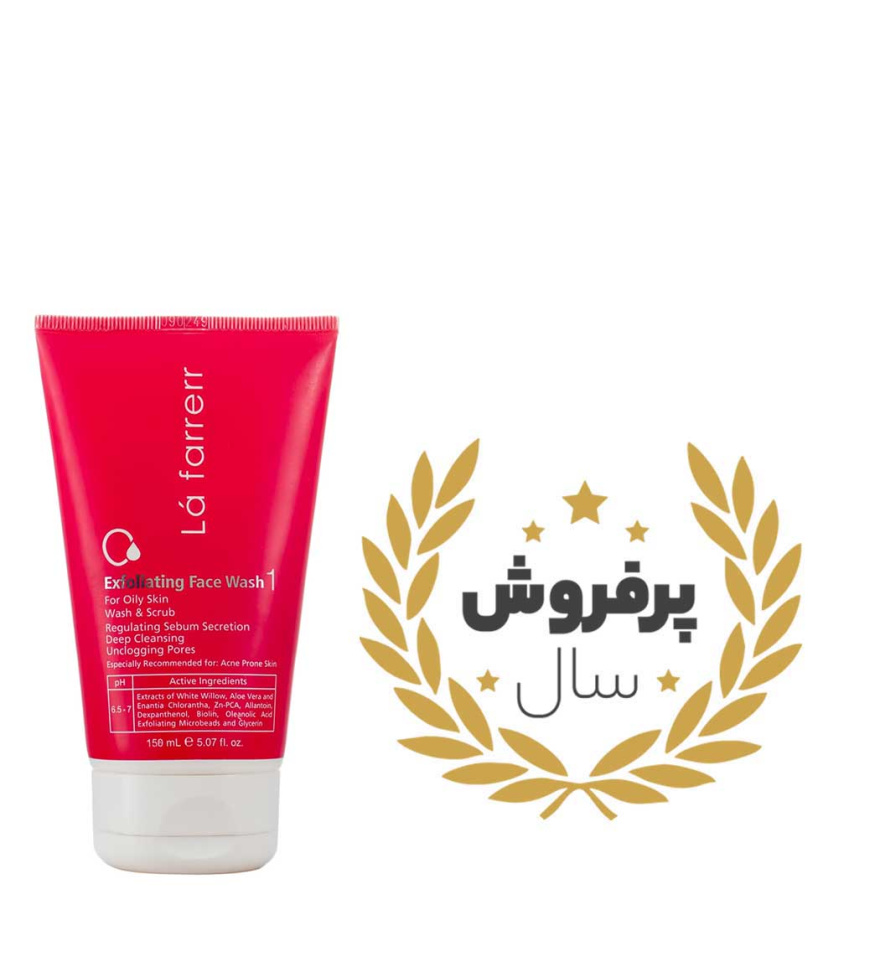 090249
Lá farrerr
Exfoliating Face Wash 1
For Oily Skin
Wash & Scrub
Regulating Sebum Secretion
Deep Cleansing
Unclogging Pores
Especially Recommended for: Acne Prone Skin
pH Active Ingredients
6.5-7 Extracts of White Willow, Aloe Vera and
Enantia Chlorantha, Zn-PCA, Allantoin,
Dexpanthenol, Biolin, Oleanolic Acid
Exfoliating Microbeads and Glycerin
150 mL ℮ 5.07 fl. oz.
پرفروش
سال